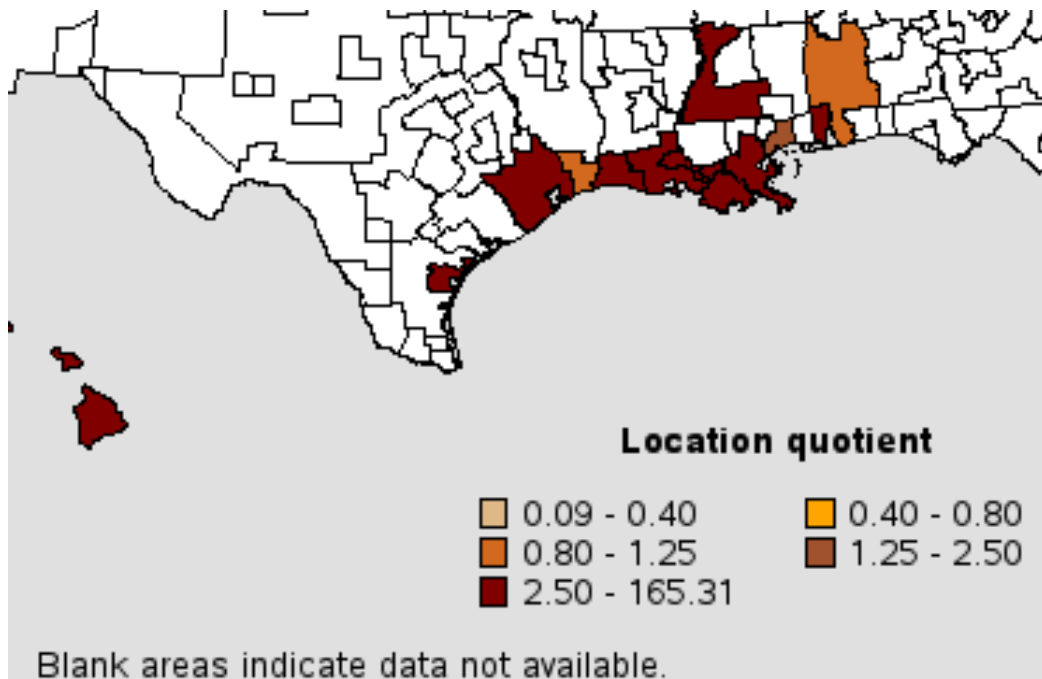 Location quotient
0.09 - 0.40 0.40 - 0.80
0.80 - 1.25 1.25 - 2.50
2.50 - 165.31
Blank areas indicate data not available.